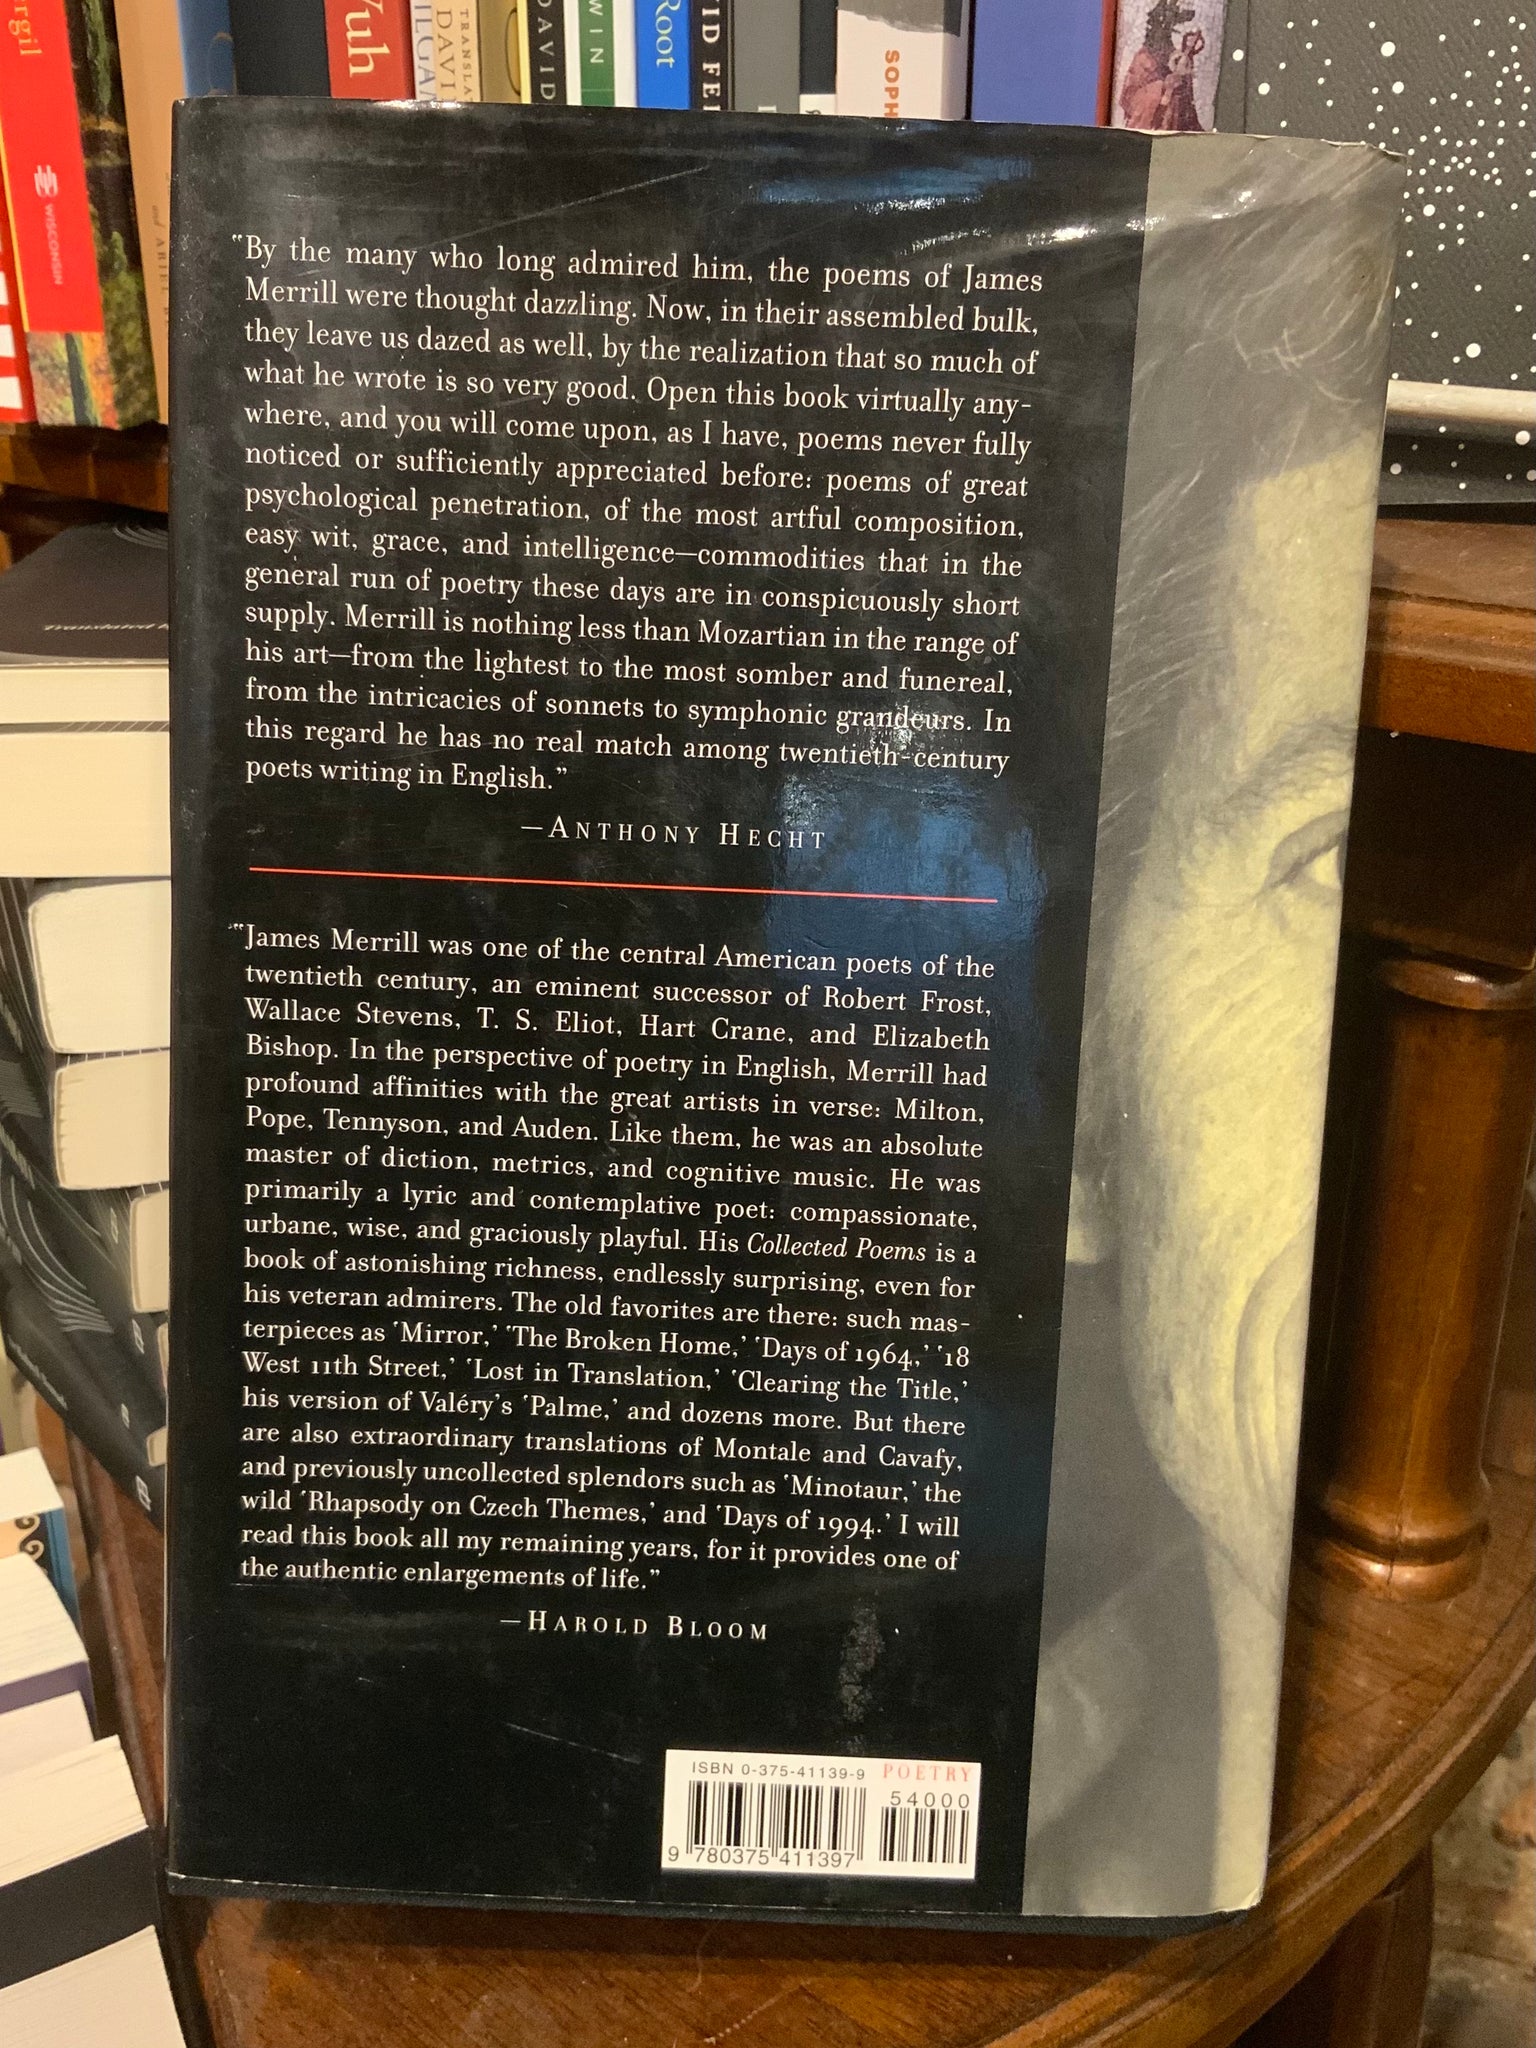 rgil
WISCONSIN
and ARIEL
Yuh
ILGA
TRANSLA
DAVI
DAVID
WIN
Root
ID FE
SOPH
Translated
"By the many who long admired him, the poems of James
Merrill were thought dazzling. Now, in their assembled bulk,
they leave us dazed as well, by the realization that so much of
what he wrote is so very good. Open this book virtually any-
where, and you will come upon, as I have, poems never fully
noticed or sufficiently appreciated before: poems of great
psychological penetration, of the most artful composition,
easy wit, grace, and intelligence—commodities that in the
general run of poetry these days are in conspicuously short
supply. Merrill is nothing less than Mozartian in the range of
his art—from the lightest to the most somber and funereal,
from the intricacies of sonnets to symphonic grandeurs. In
this regard he has no real match among twentieth-century
poets writing in English."
—ANTHONY HECHT
"James Merrill was one of the central American poets of the
twentieth century, an eminent successor of Robert Frost,
Wallace Stevens, T. S. Eliot, Hart Crane, and Elizabeth
Bishop. In the perspective of poetry in English, Merrill had
profound affinities with the great artists in verse: Milton,
Pope, Tennyson, and Auden. Like them, he was an absolute
master of diction, metrics, and cognitive music. He was
primarily a lyric and contemplative poet: compassionate,
urbane, wise, and graciously playful. His Collected Poems is a
book of astonishing richness, endlessly surprising, even for
his veteran admirers. The old favorites are there: such mas-
terpieces as 'Mirror,' 'The Broken Home,' 'Days of 1964,' '18
West 11th Street,' 'Lost in Translation,' 'Clearing the Title,'
his version of Valéry's 'Palme,' and dozens more. But there
are also extraordinary translations of Montale and Cavafy,
and previously uncollected splendors such as 'Minotaur,' the
wild 'Rhapsody on Czech Themes,' and 'Days of 1994.' I will
read this book all my remaining years, for it provides one of
the authentic enlargements of life."
—HAROLD BLOOM
ISBN 0-375-41139-9 POETRY
54000
9 780375 411397